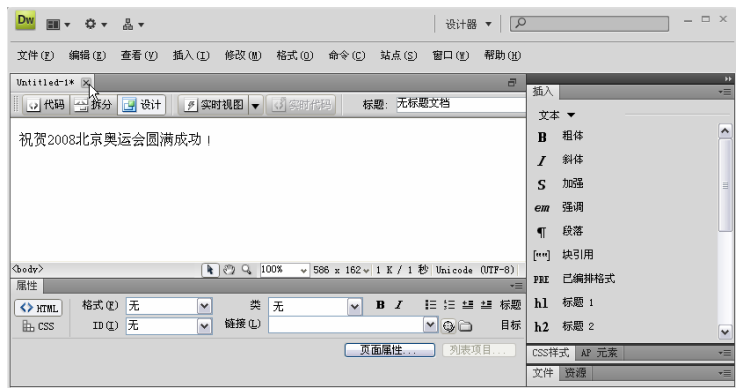 Dw 设计器
文件(F) 编辑(E) 查看(V) 插入(I) 修改(M) 格式(O) 命令(C) 站点(S) 窗口(W) 帮助(H)
Untitled-1*
代码 拆分 设计 实时视图 实时代码 标题: 无标题文档
祝贺2008北京奥运会圆满成功！
<body> 100% 586 x 162 1 K / 1 秒 Unicode (UTF-8)
属性
<> HTML 格式(F) 无 类 无 B I 标题
CSS ID(I) 无 链接(L) 目标
页面属性... 列表项目...
插入
文本
B 粗体
I 斜体
S 加强
em 强调
¶ 段落
[""] 块引用
PRE 已编排格式
h1 标题 1
h2 标题 2
CSS样式 AP 元素
文件 资源